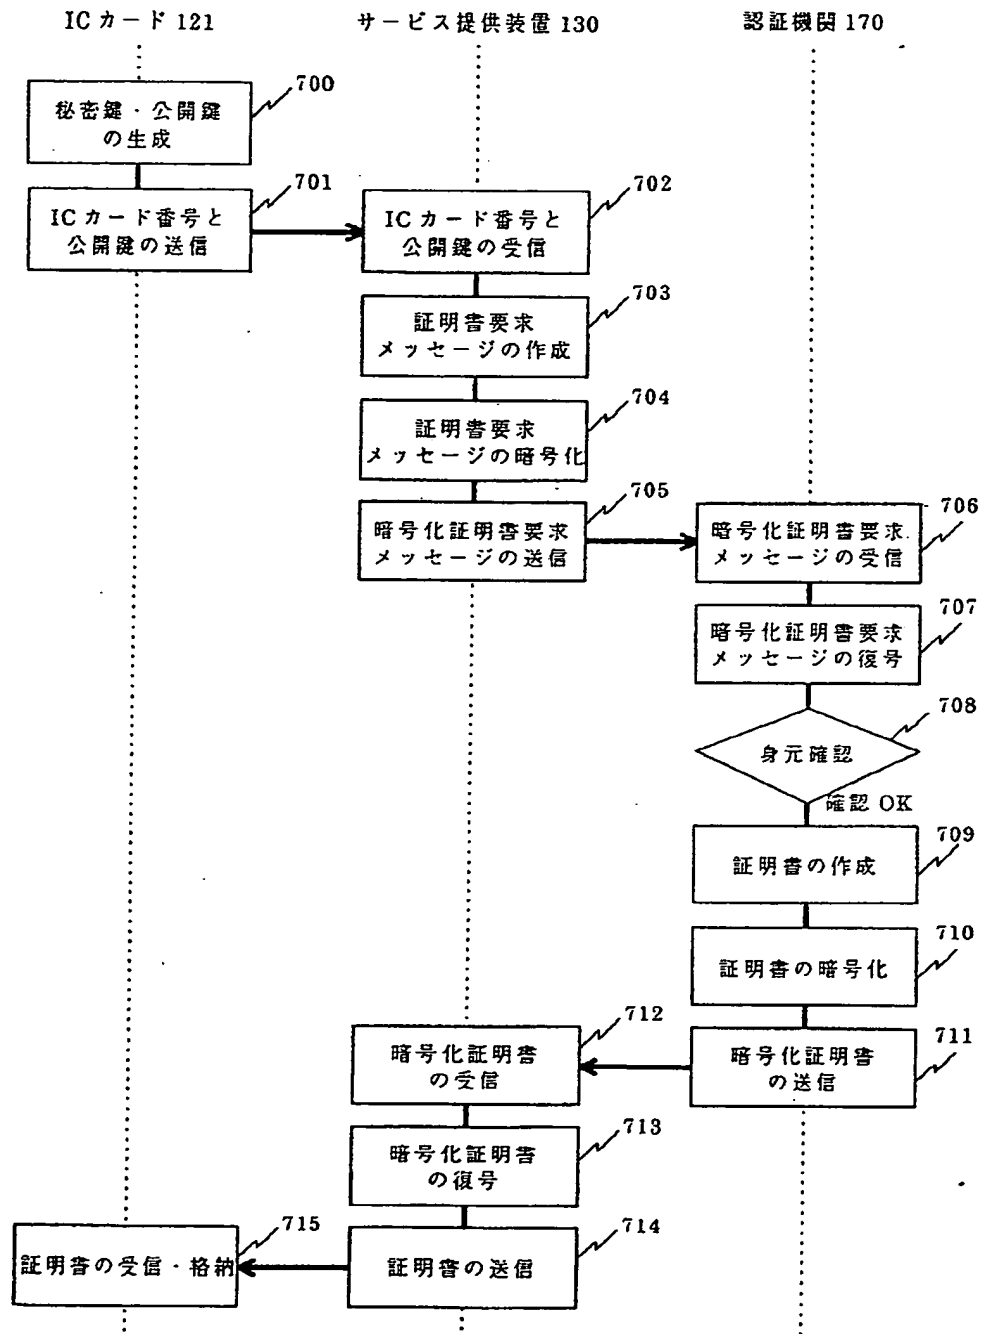 ICカード 121
サービス提供装置 130
認証機関 170
700
秘密鍵・公開鍵
の生成
701
ICカード番号と
公開鍵の送信
702
ICカード番号と
公開鍵の受信
703
証明書要求
メッセージの作成
704
証明書要求
メッセージの暗号化
705
暗号化証明書要求
メッセージの送信
706
暗号化証明書要求
メッセージの受信
707
暗号化証明書要求
メッセージの復号
708
身元確認
確認 OK
709
証明書の作成
710
証明書の暗号化
711
暗号化証明書
の送信
712
暗号化証明書
の受信
713
暗号化証明書
の復号
714
証明書の送信
715
証明書の受信・格納